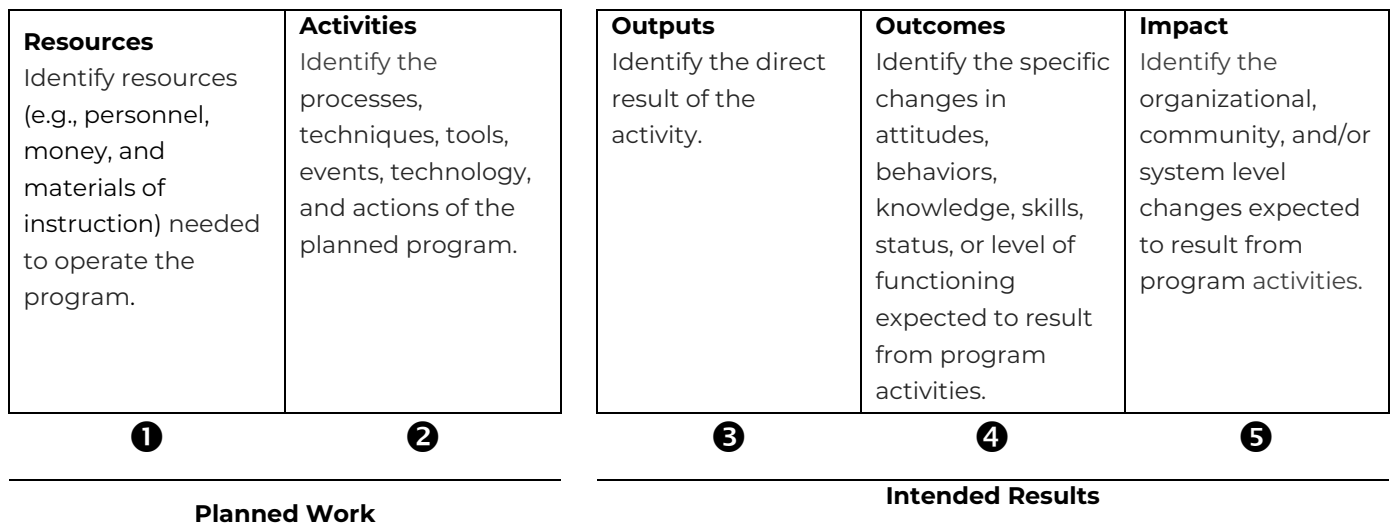 Resources
Identify resources
(e.g., personnel,
money, and
materials of
instruction) needed
to operate the
program.
Activities
Identify the
processes,
techniques, tools,
events, technology,
and actions of the
planned program.
Outputs
Identify the direct
result of the
activity.
Outcomes
Identify the specific
changes in
attitudes,
behaviors,
knowledge, skills,
status, or level of
functioning
expected to result
from program
activities.
Impact
Identify the
organizational,
community, and/or
system level
changes expected
to result from
program activities.
❶
❷
❸
❹
❺
Planned Work
Intended Results